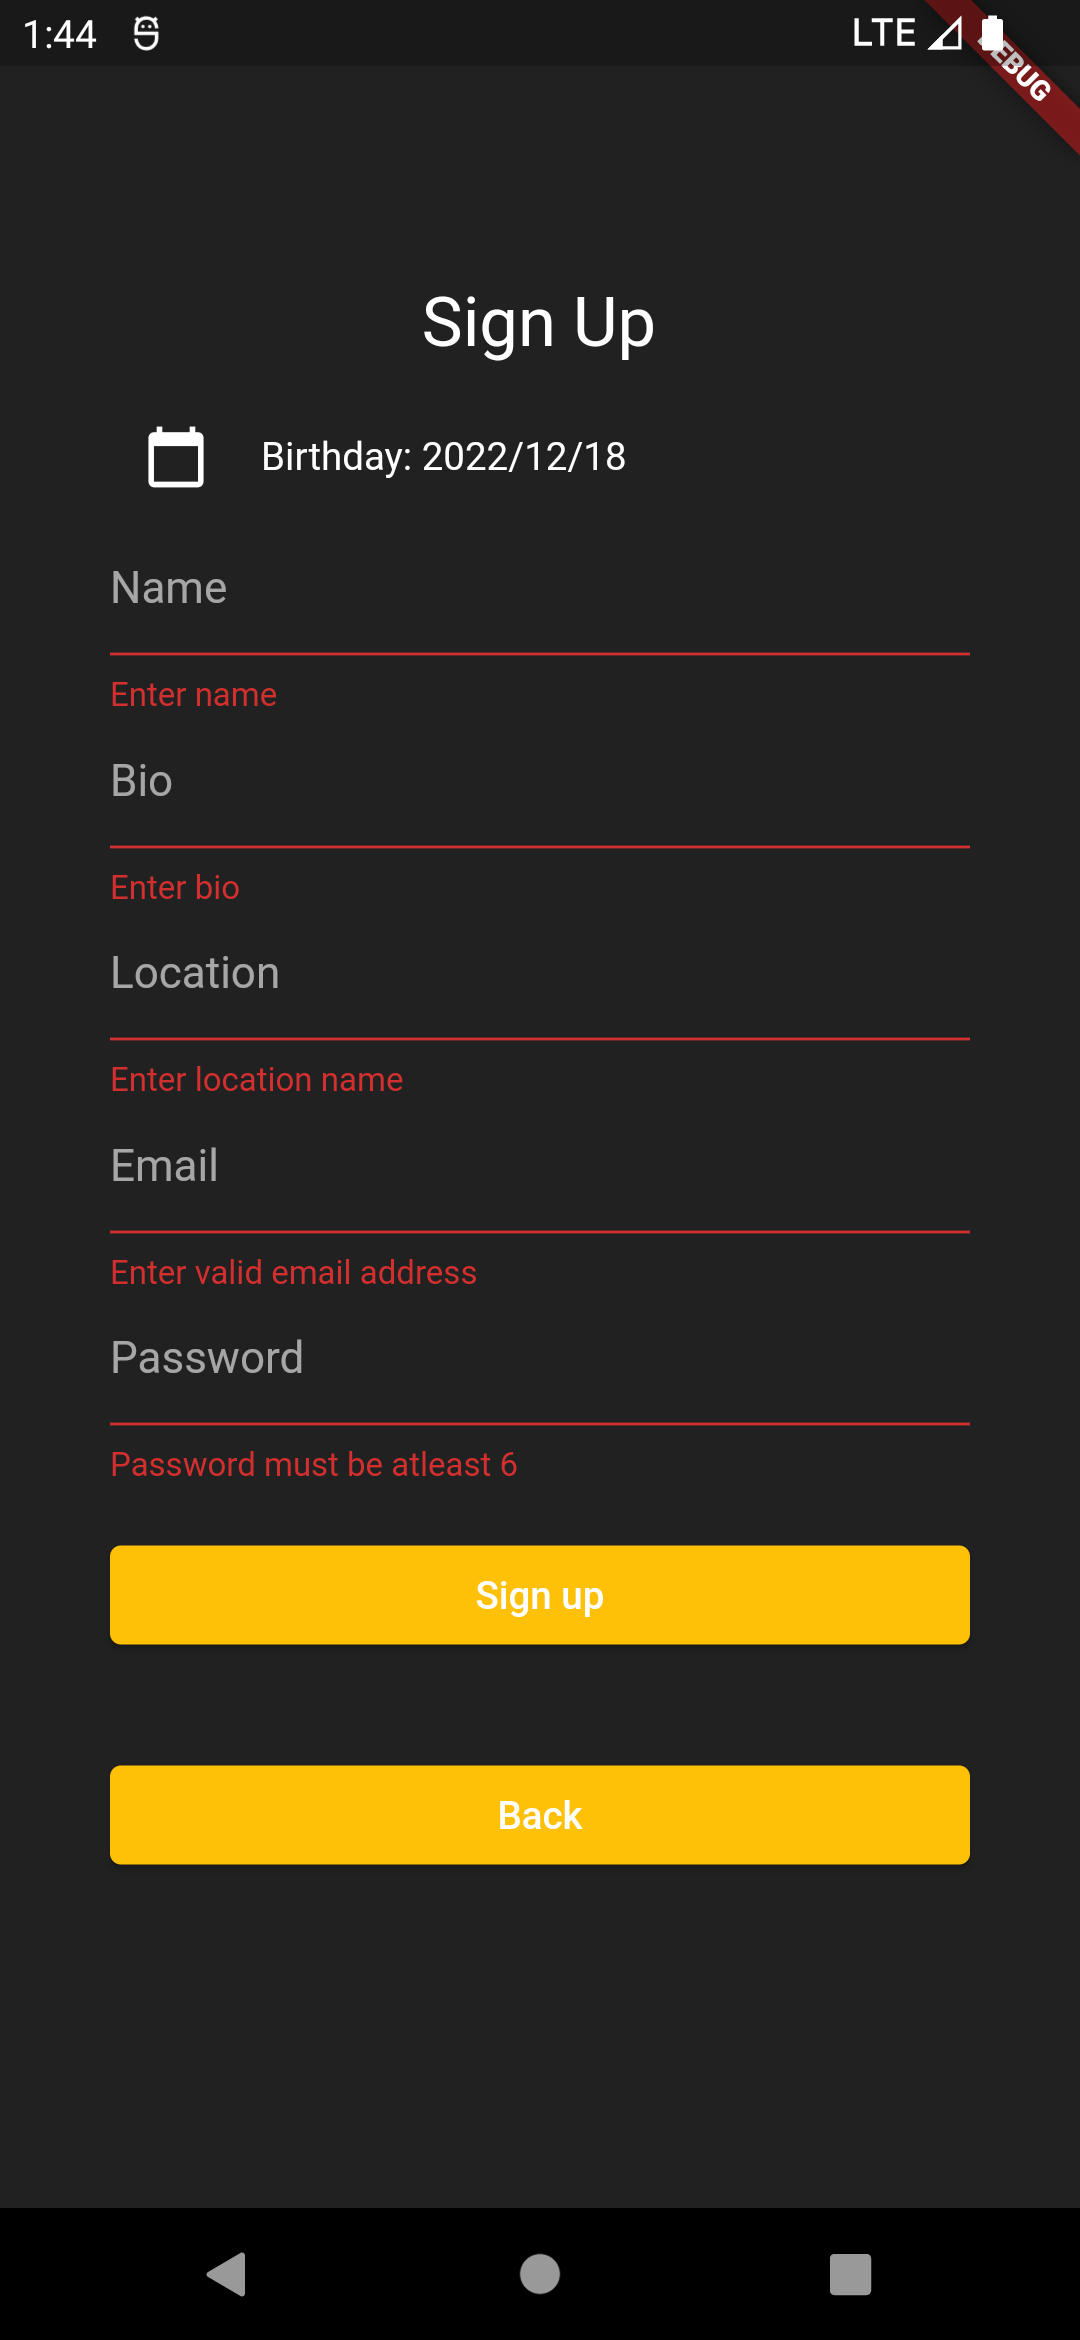 1:44 LTE
DEBUG
Sign Up
Birthday: 2022/12/18
Name
Enter name
Bio
Enter bio
Location
Enter location name
Email
Enter valid email address
Password
Password must be atleast 6
Sign up
Back